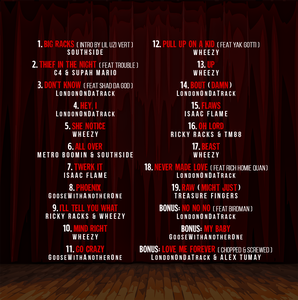 1. BIG RACKS ( INTRO BY LIL UZI VERT )
SOUTHSIDE
2. THIEF IN THE NIGHT ( FEAT TROUBLE )
C4 & SUPAH MARIO
3. DON'T KNOW ( FEAT SHAD DA GOD )
LONDONONDATRACK
4. HEY, I
LONDONONDATRACK
5. SHE NOTICE
WHEEZY
6. ALL OVER
METRO BOOMIN & SOUTHSIDE
7. TWERK IT
ISAAC FLAME
8. PHOENIX
GOOSEWITHANOTHERONE
9. I'LL TELL YOU WHAT
RICKY RACKS & WHEEZY
10. MIND RIGHT
WHEEZY
11. GO CRAZY
GOOSEWITHANOTHERONE
12. PULL UP ON A KID ( FEAT YAK GOTTI )
WHEEZY
13. UP
WHEEZY
14. BOUT (DAMN)
LONDONONDATRACK
15. FLAWS
ISAAC FLAME
16. OH LORD
RICKY RACKS & TM88
17. BEAST
WHEEZY
18. NEVER MADE LOVE ( FEAT RICH HOMIE QUAN )
LONDONONDATRACK
19. RAW ( MIGHT JUST )
TREASURE FINGERS
BONUS: NO NO NO ( FEAT BIRDMAN )
LONDONONDATRACK
BONUS: MY BABY
GOOSEWITHANOTHERONE
BONUS: LOVE ME FOREVER ( CHOPPED & SCREWED )
LONDONONDATRACK & ALEX TUMAY